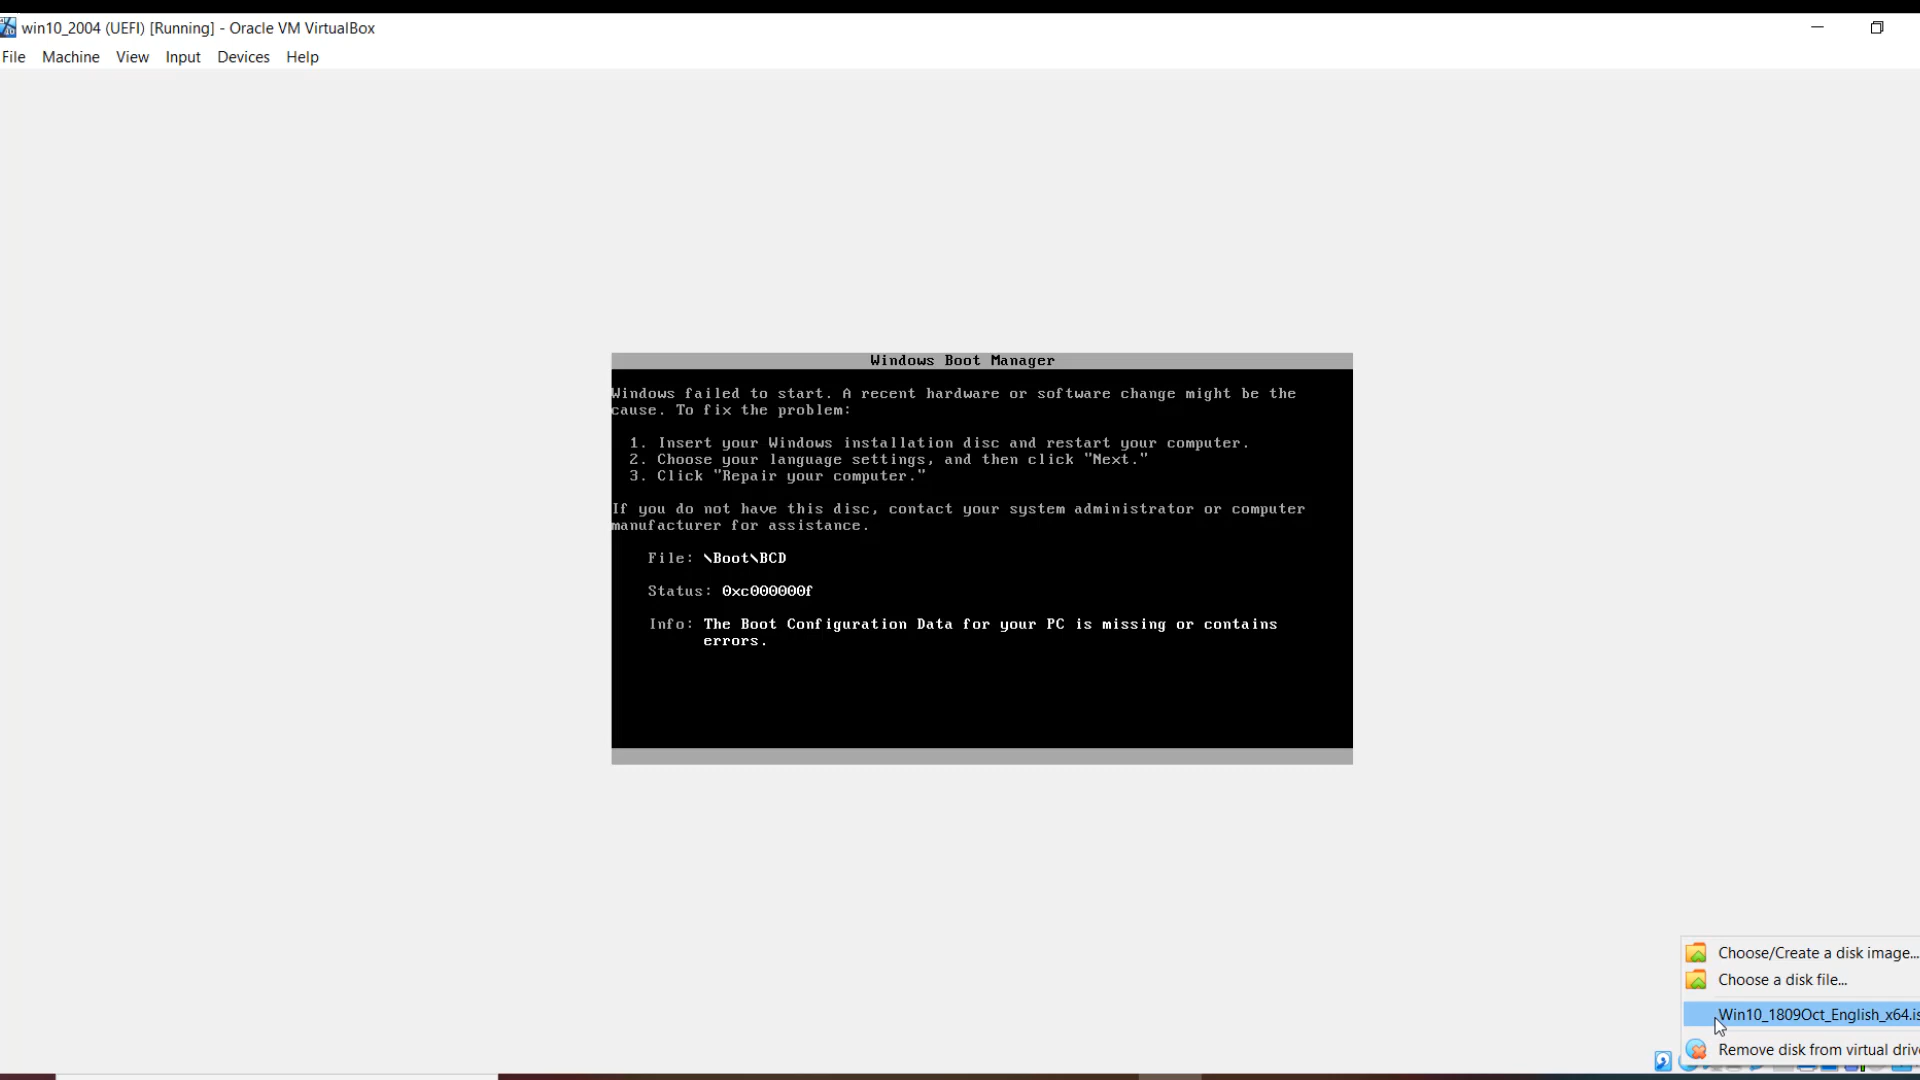 win10_2004 (UEFI) [Running] - Oracle VM VirtualBox
File Machine View Input Devices Help
Windows Boot Manager
Windows failed to start. A recent hardware or software change might be the
cause. To fix the problem:
1. Insert your Windows installation disc and restart your computer.
2. Choose your language settings, and then click "Next."
3. Click "Repair your computer."
If you do not have this disc, contact your system administrator or computer
manufacturer for assistance.
File: \Boot\BCD
Status: 0xc000000f
Info: The Boot Configuration Data for your PC is missing or contains
errors.
Choose/Create a disk image...
Choose a disk file...
Win10_1809Oct_English_x64.is
Remove disk from virtual driv